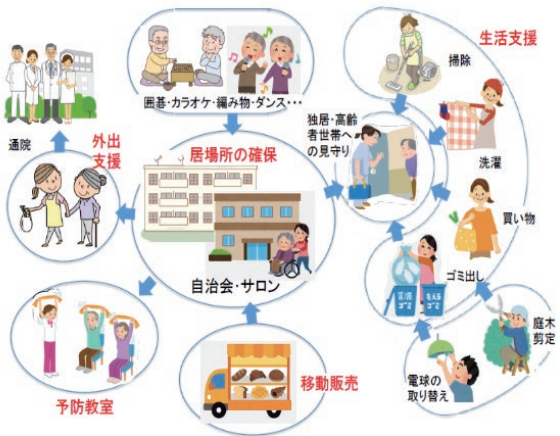 囲碁・カラオケ・編み物・ダンス・・・
通院
外出
支援
居場所の確保
自治会・サロン
予防教室
移動販売
独居・高齢
者世帯へ
の見守り
生活支援
掃除
洗濯
買い物
ゴミ出し
庭木
剪定
電球の
取り替え